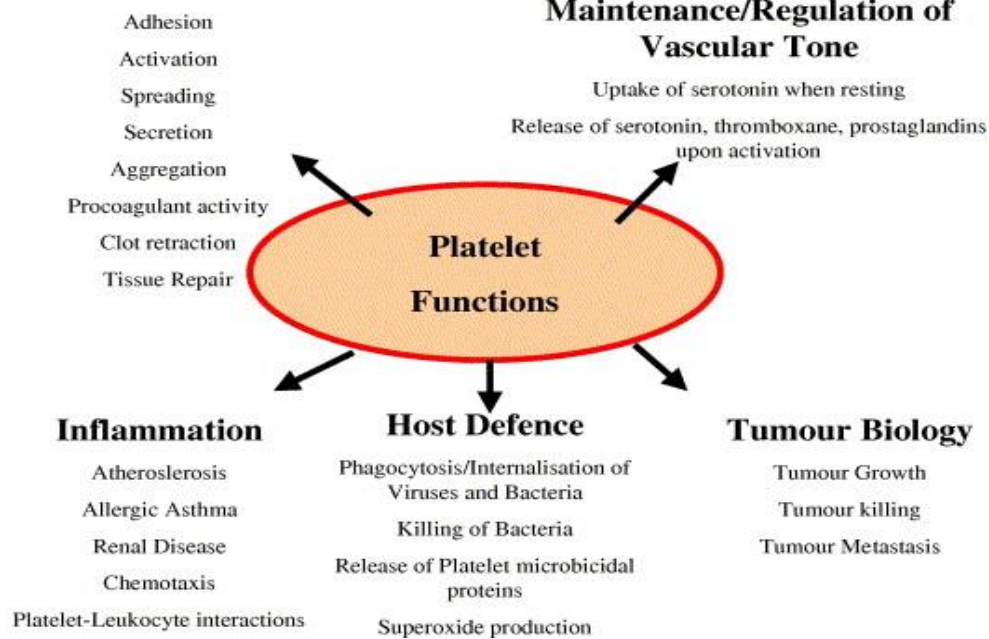 Adhesion
Activation
Spreading
Secretion
Aggregation
Procoagulant activity
Clot retraction
Tissue Repair
Maintenance/Regulation of
Vascular Tone
Uptake of serotonin when resting
Release of serotonin, thromboxane, prostaglandins
upon activation
Platelet
Functions
Inflammation
Atheroslerosis
Allergic Asthma
Renal Disease
Chemotaxis
Platelet-Leukocyte interactions
Host Defence
Phagocytosis/Internalisation of
Viruses and Bacteria
Killing of Bacteria
Release of Platelet microbicidal
proteins
Superoxide production
Tumour Biology
Tumour Growth
Tumour killing
Tumour Metastasis